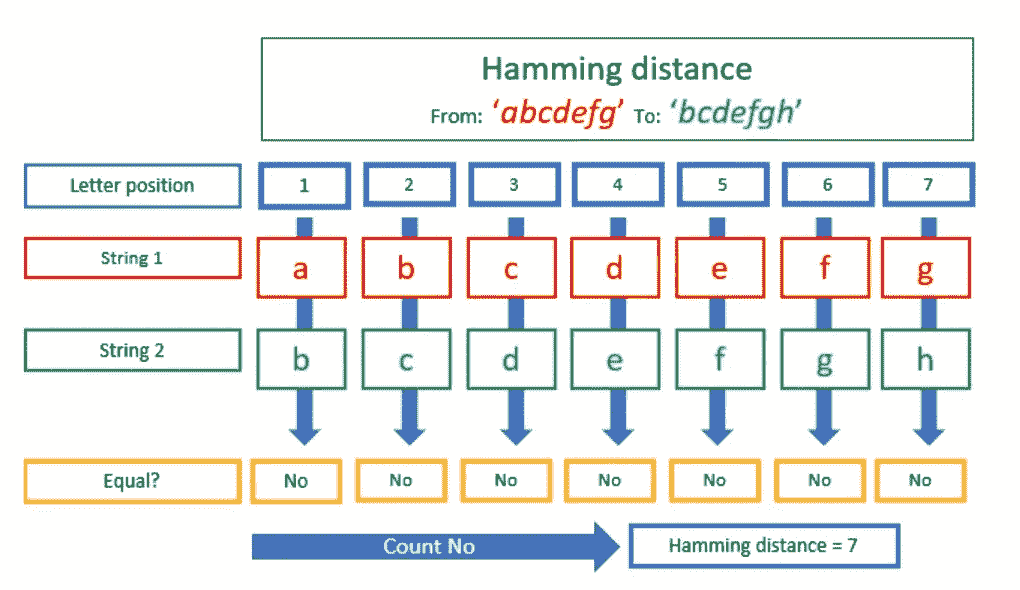 Hamming distance
From: ‘abcdefg’ To: ‘bcdefgh’
Letter position 1 2 3 4 5 6 7
String 1 a b c d e f g
String 2 b c d e f g h
Equal? No No No No No No No
Count No Hamming distance = 7